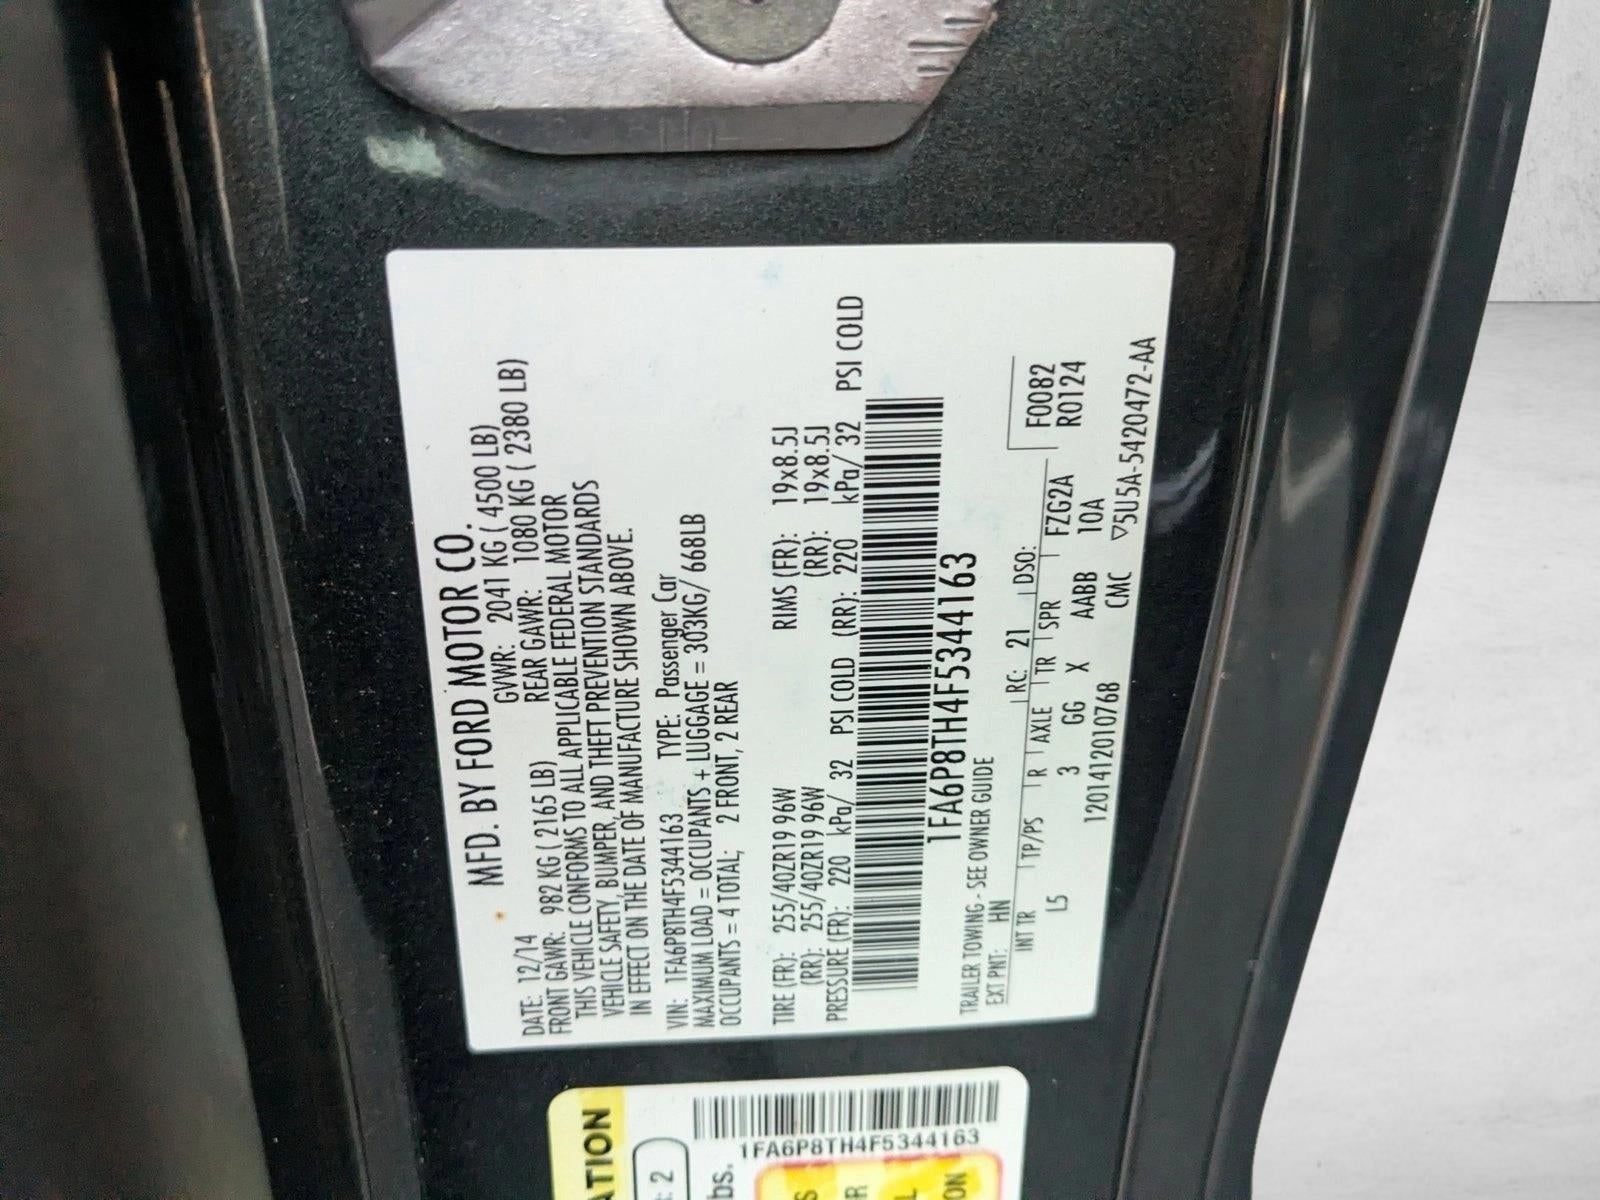 MFD. BY FORD MOTOR CO.
DATE: 12/14 GVWR: 2041 KG ( 4500 LB)
FRONT GAWR: 982 KG ( 2165 LB) REAR GAWR: 1080 KG ( 2380 LB)
THIS VEHICLE CONFORMS TO ALL APPLICABLE FEDERAL MOTOR
VEHICLE SAFETY, BUMPER, AND THEFT PREVENTION STANDARDS
IN EFFECT ON THE DATE OF MANUFACTURE SHOWN ABOVE.
VIN: 1FA6P8TH4F5344163 TYPE: Passenger Car
MAXIMUM LOAD = OCCUPANTS + LUGGAGE = 303KG/ 668LB
OCCUPANTS = 4 TOTAL; 2 FRONT, 2 REAR
TIRE (FR): 255/40ZR19 96W RIMS (FR): 19x8.5J
(RR): 255/40ZR19 96W (RR): 19x8.5J
PRESSURE (FR): 220 kPa/ 32 PSI COLD (RR): 220 kPa/ 32 PSI COLD
1FA6P8TH4F5344163
TRAILER TOWING - SEE OWNER GUIDE
EXT PNT: HN RC: 21 DSO:
INT TR TP/PS R AXLE TR SPR F0082
L5 3 GG X AABB FZG2A R0124
10A
1201412010768 CMC ▽5U5A-5420472-AA
ATION
2
1FA6P8TH4F5344163
bs.